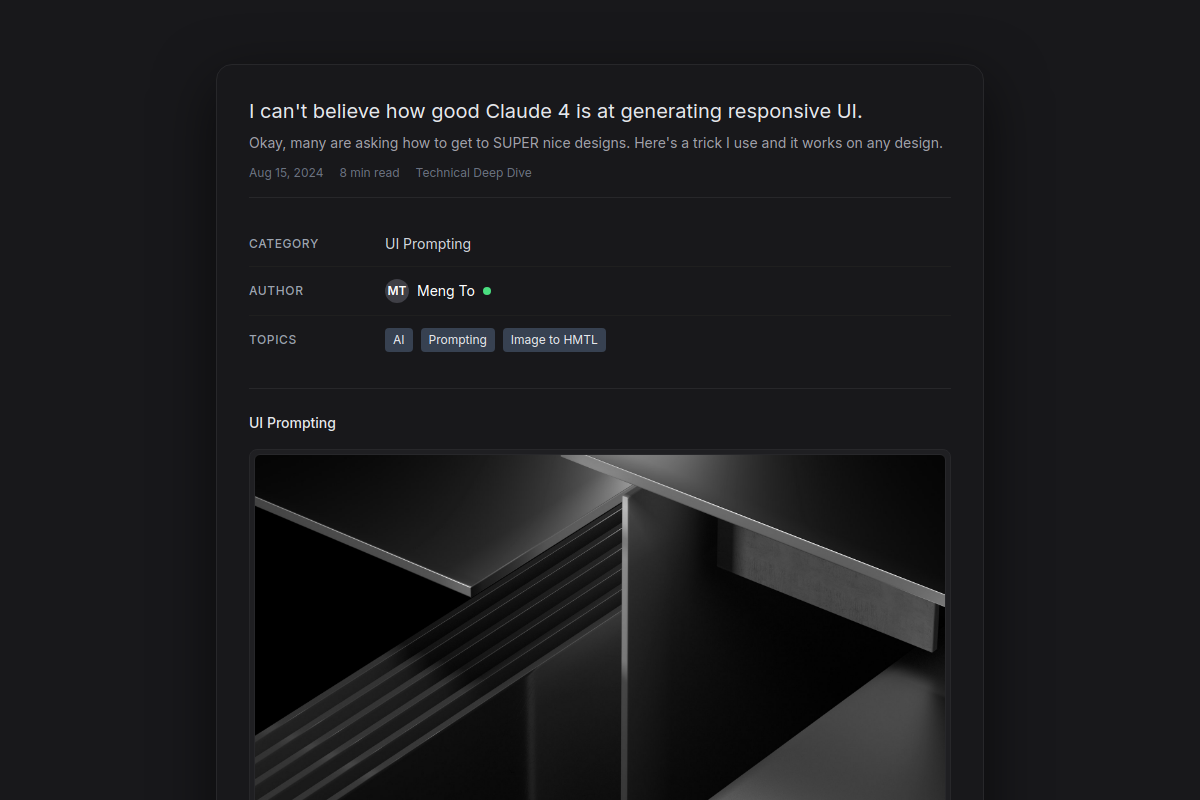 I can't believe how good Claude 4 is at generating responsive UI.
Okay, many are asking how to get to SUPER nice designs. Here's a trick I use and it works on any design.
Aug 15, 2024 8 min read Technical Deep Dive
CATEGORY UI Prompting
AUTHOR MT Meng To
TOPICS AI Prompting Image to HMTL
UI Prompting